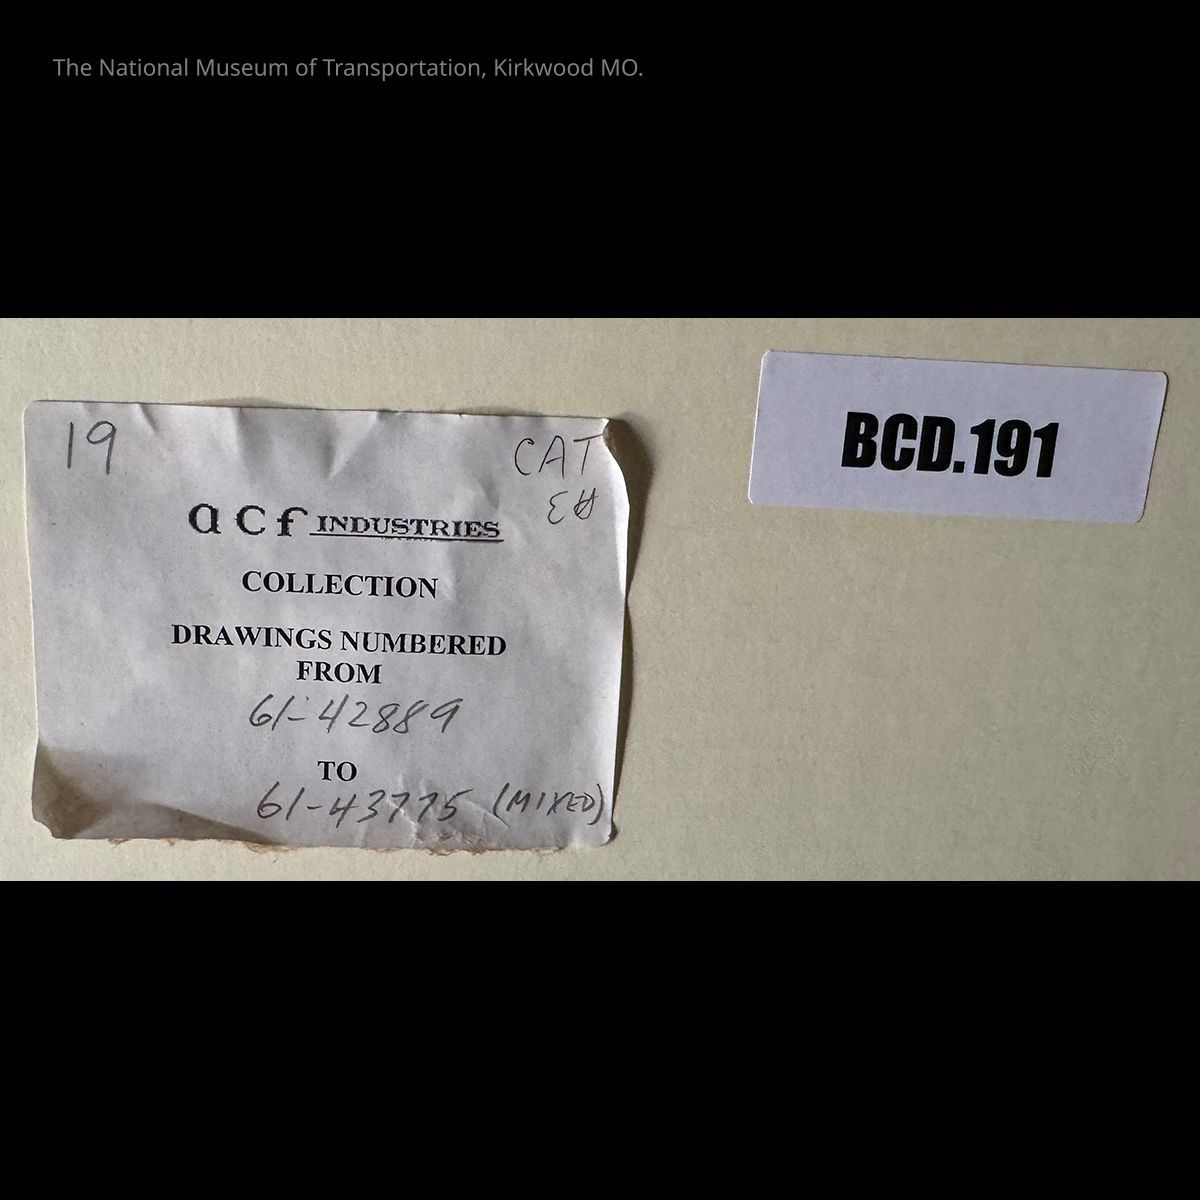 The National Museum of Transportation, Kirkwood MO.
19
CAT
acf INDUSTRIES
COLLECTION
DRAWINGS NUMBERED
FROM
61-42889
TO
61-43775 (MIXED)
BCD.191